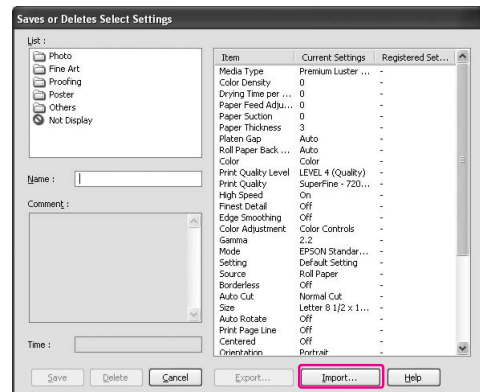 Saves or Deletes Select Settings
List :
Photo
Fine Art
Proofing
Poster
Others
Not Display
Name :
Comment :
Time :
Item Current Settings Registered Set...
Media Type Premium Luster ... -
Color Density 0 -
Drying Time per ... 0 -
Paper Feed Adju... 0 -
Paper Suction 0 -
Paper Thickness 3 -
Platen Gap Auto -
Roll Paper Back ... Auto -
Color Color -
Print Quality Level LEVEL 4 (Quality) -
Print Quality SuperFine - 720... -
High Speed On -
Finest Detail Off -
Edge Smoothing Off -
Color Adjustment Color Controls -
Gamma 2.2 -
Mode EPSON Standar... -
Setting Default Setting -
Source Roll Paper -
Borderless Off -
Auto Cut Normal Cut -
Size Letter 8 1/2 x 1... -
Auto Rotate Off -
Print Page Line Off -
Centered Off -
Orientation Portrait -
Save Delete Cancel Export... Import... Help